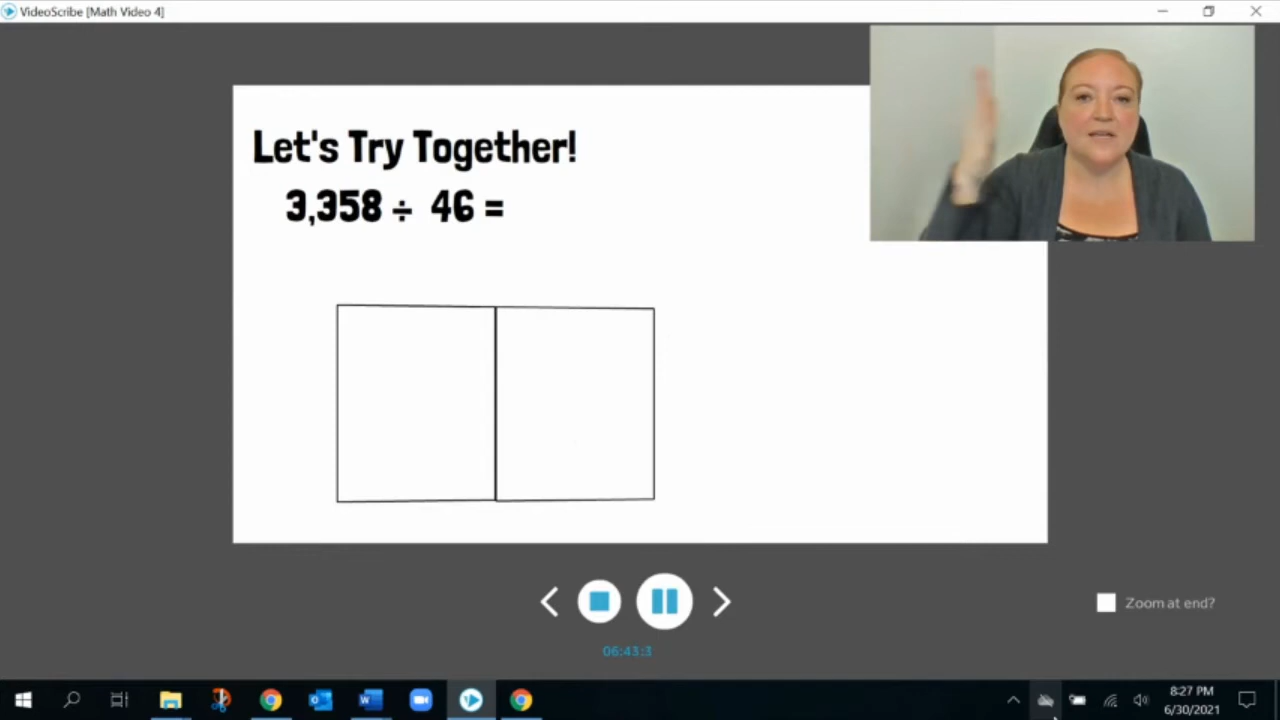 VideoScribe [Math Video 4]
Let's Try Together!
3,358 ÷ 46 =
Zoom at end?
06:43:3
8:27 PM
6/30/2021